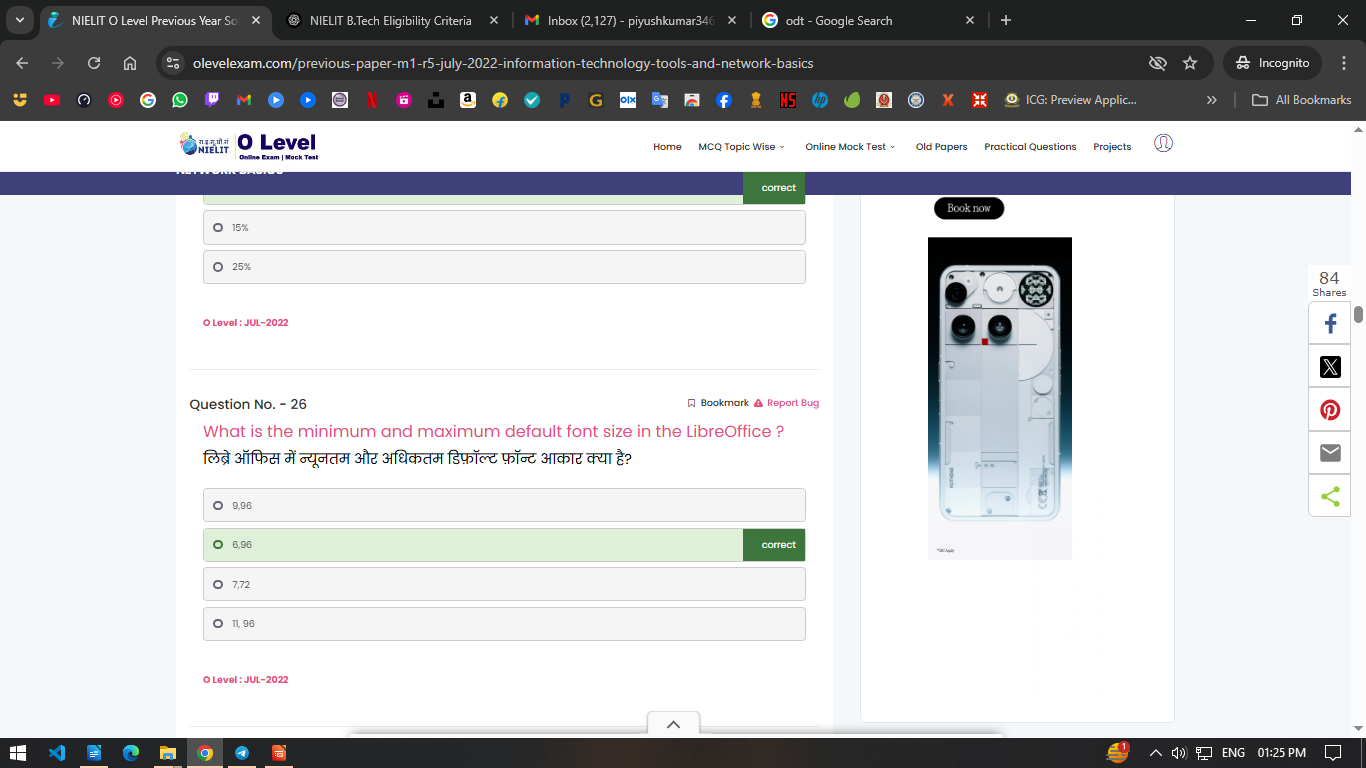 NIELIT O Level Previous Year So
NIELIT B.Tech Eligibility Criteria
Inbox (2,127) - piyushkumar346
odt - Google Search
olevelexam.com/previous-paper-m1-r5-july-2022-information-technology-tools-and-network-basics
Incognito
ICG: Preview Applic...
All Bookmarks
रा.इ.सू.प्रौ.सं
NIELIT
O Level
Online Exam | Mock Test
Home
MCQ Topic Wise
Online Mock Test
Old Papers
Practical Questions
Projects
NETWORK BASICS
correct
15%
25%
O Level : JUL-2022
Question No. - 26
Bookmark
Report Bug
What is the minimum and maximum default font size in the LibreOffice ?
लिब्रे ऑफिस में न्यूनतम और अधिकतम डिफ़ॉल्ट फ़ॉन्ट आकार क्या है?
9,96
6,96
correct
7,72
11, 96
O Level : JUL-2022
Book now
84
Shares
1
ENG
01:25 PM